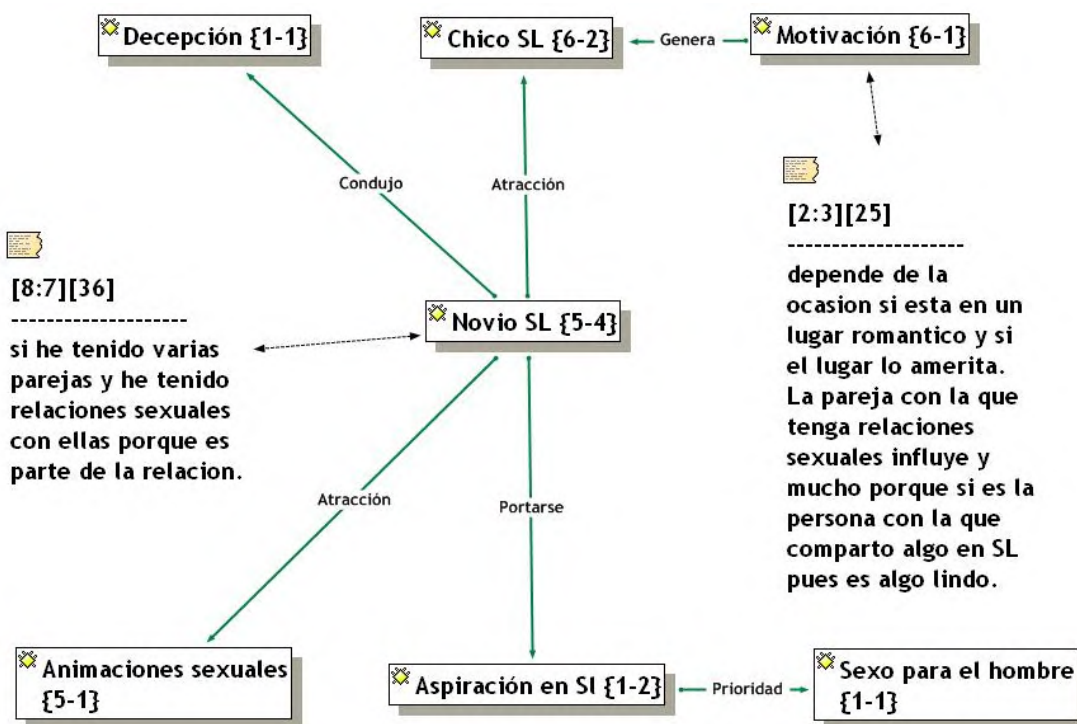 Decepción {1-1}
Chico SL {6-2}
Genera
Motivación {6-1}
Condujo
Atracción
[8:7][36]
--------------------
si he tenido varias
parejas y he tenido
relaciones sexuales
con ellas porque es
parte de la relacion.
Novio SL {5-4}
[2:3][25]
--------------------
depende de la
ocasion si esta en un
lugar romantico y si
el lugar lo amerita.
La pareja con la que
tenga relaciones
sexuales influye y
mucho porque si es la
persona con la que
comparto algo en SL
pues es algo lindo.
Atracción
Portarse
Animaciones sexuales
{5-1}
Aspiración en Sl {1-2}
Prioridad
Sexo para el hombre
{1-1}